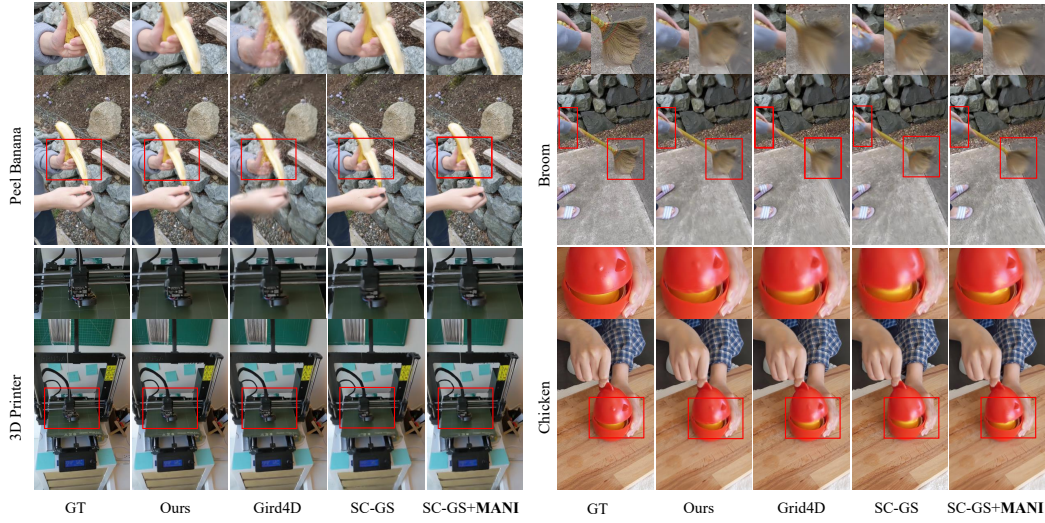 Peel Banana
3D Printer
GT Ours Gird4D SC-GS SC-GS+MANI
Broom
Chicken
GT Ours Grid4D SC-GS SC-GS+MANI